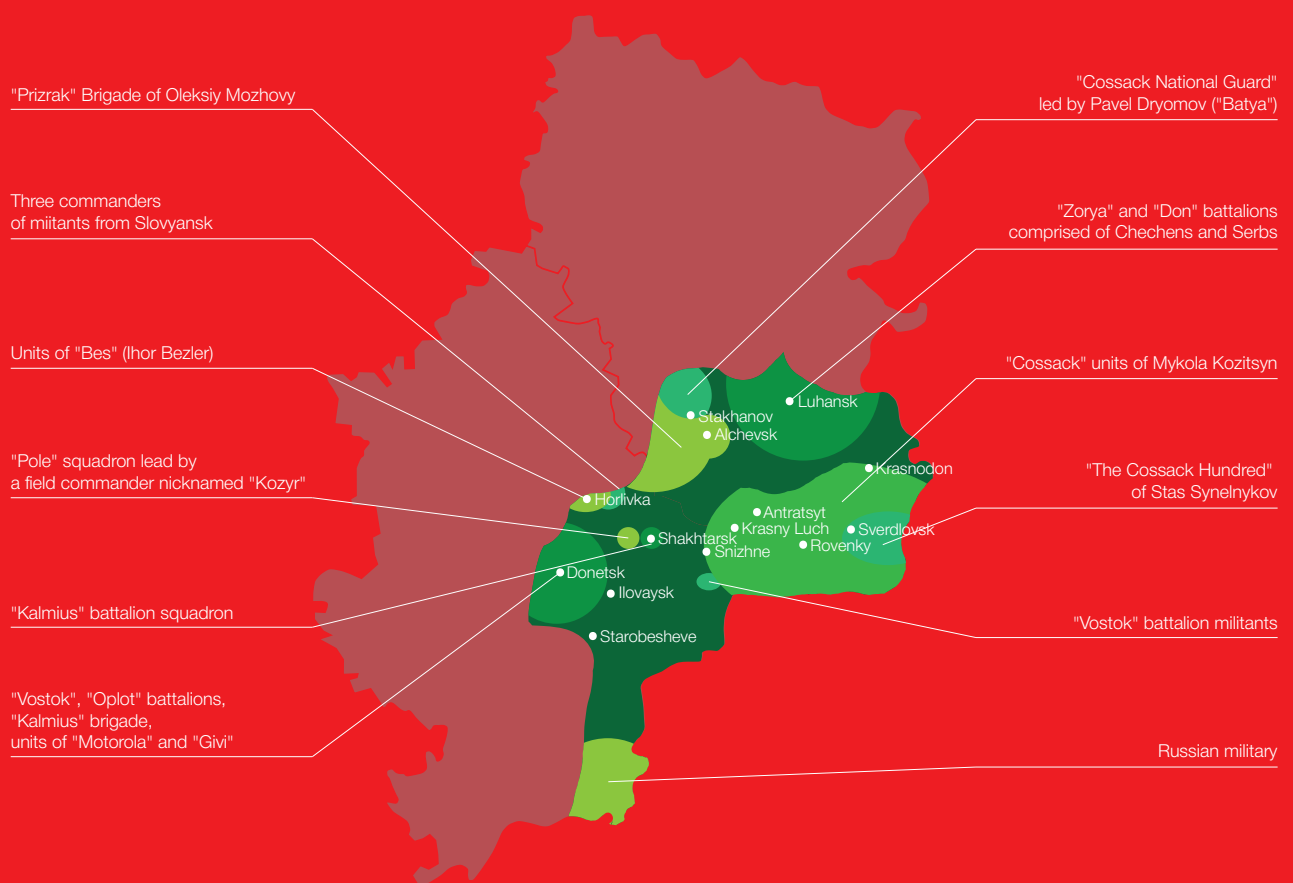 "Prizrak" Brigade of Oleksiy Mozhovy
Three commanders
of miitants from Slovyansk
Units of "Bes" (Ihor Bezler)
"Pole" squadron lead by
a field commander nicknamed "Kozyr"
"Kalmius" battalion squadron
"Vostok", "Oplot" battalions,
"Kalmius" brigade,
units of "Motorola" and "Givi"
Stakhanov
Alchevsk
Luhansk
Krasnodon
Horlivka
Antratsyt
Krasny Luch
Sverdlovsk
Shakhtarsk
Rovenky
Snizhne
Donetsk
Ilovaysk
Starobesheve
"Cossack National Guard"
led by Pavel Dryomov ("Batya")
"Zorya" and "Don" battalions
comprised of Chechens and Serbs
"Cossack" units of Mykola Kozitsyn
"The Cossack Hundred"
of Stas Synelnykov
"Vostok" battalion militants
Russian military